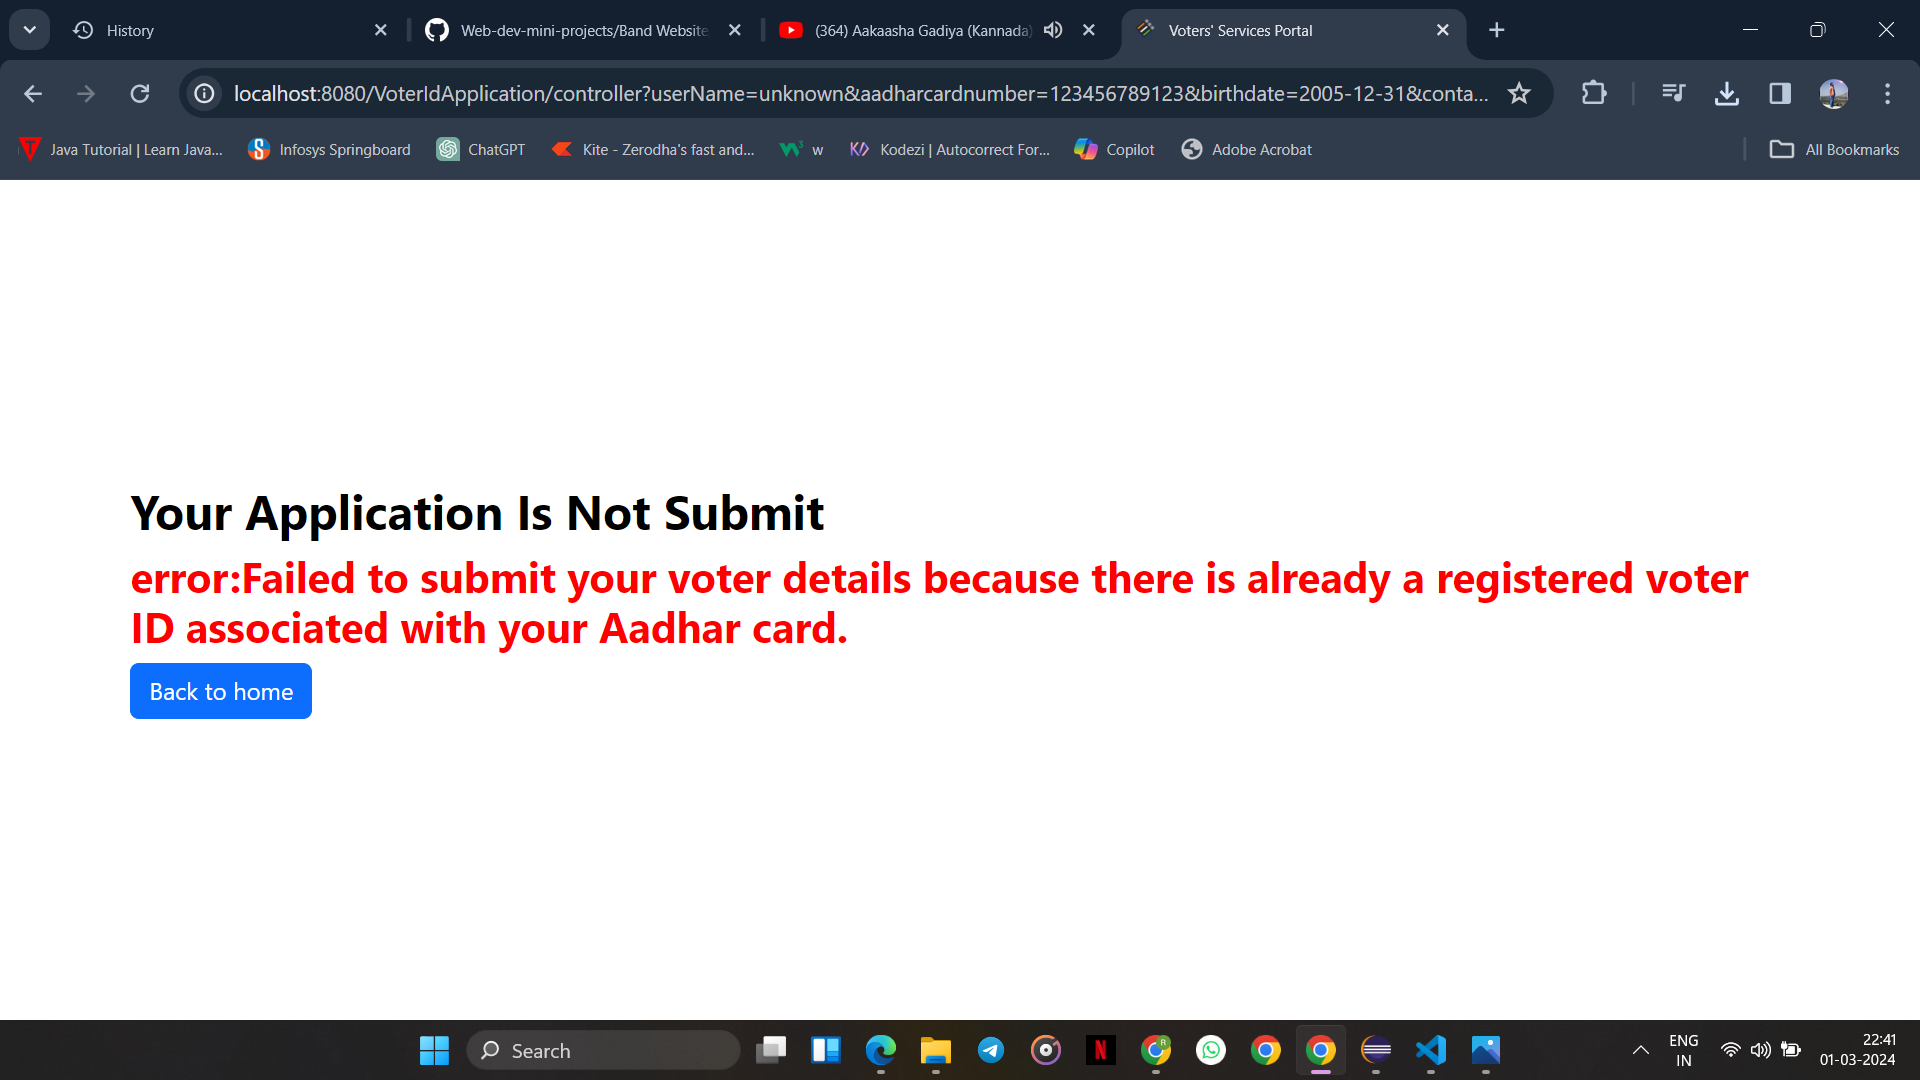 History
Web-dev-mini-projects/Band Website
(364) Aakaasha Gadiya (Kannada)
Voters' Services Portal
localhost:8080/VoterIdApplication/controller?userName=unknown&aadharcardnumber=123456789123&birthdate=2005-12-31&conta...
Java Tutorial | Learn Java...
Infosys Springboard
ChatGPT
Kite - Zerodha's fast and...
w
Kodezi | Autocorrect For...
Copilot
Adobe Acrobat
All Bookmarks
Your Application Is Not Submit
error:Failed to submit your voter details because there is already a registered voter
ID associated with your Aadhar card.
Back to home
Search
ENG
IN
22:41
01-03-2024